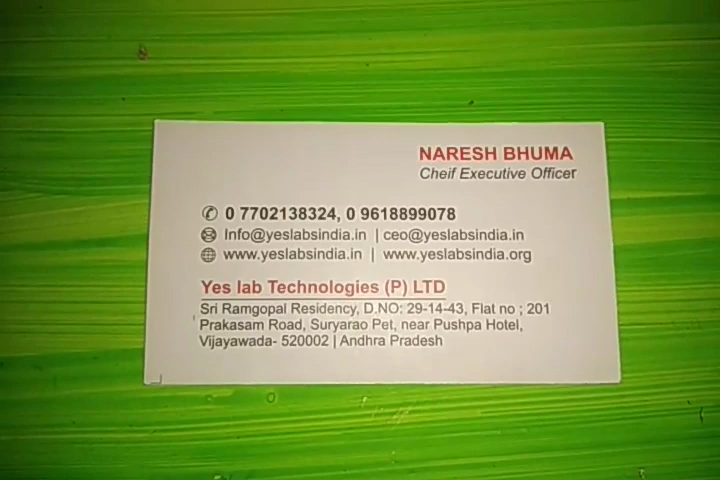 NARESH BHUMA
Cheif Executive Officer
0 7702138324, 0 9618899078
Info@yeslabsindia.in | ceo@yeslabsindia.in
www.yeslabsindia.in | www.yeslabsindia.org
Yes lab Technologies (P) LTD
Sri Ramgopal Residency, D.NO: 29-14-43, Flat no ; 201
Prakasam Road, Suryarao Pet, near Pushpa Hotel,
Vijayawada- 520002 | Andhra Pradesh